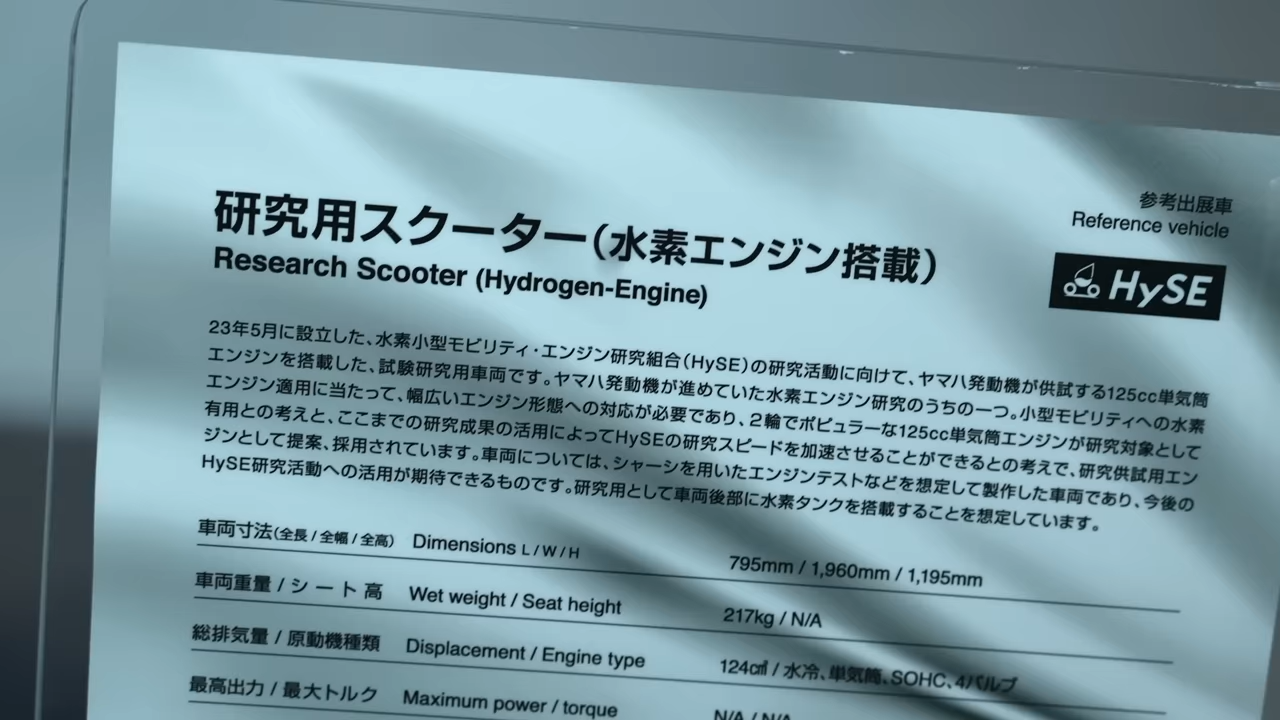 参考出展車
Reference vehicle
HySE
研究用スクーター(水素エンジン搭載)
Research Scooter (Hydrogen-Engine)
23年5月に設立した、水素小型モビリティ・エンジン研究組合(HySE)の研究活動に向けて、ヤマハ発動機が供試する125cc単気筒
エンジンを搭載した、試験研究用車両です。ヤマハ発動機が進めていた水素エンジン研究のうちの一つ。小型モビリティへの水素
エンジン適用に当たって、幅広いエンジン形態への対応が必要であり、2輪でポピュラーな125cc単気筒エンジンが研究対象として
有用との考えと、ここまでの研究成果の活用によってHySEの研究スピードを加速させることができるとの考えで、研究供試用エン
ジンとして提案、採用されています。車両については、シャーシを用いたエンジンテストなどを想定して製作した車両であり、今後の
HySE研究活動への活用が期待できるものです。研究用として車両後部に水素タンクを搭載することを想定しています。
車両寸法(全長 / 全幅 / 全高) Dimensions L / W / H 795mm / 1,960mm / 1,195mm
車両重量 / シート高 Wet weight / Seat height 217kg / N/A
総排気量 / 原動機種類 Displacement / Engine type 124㎤ / 水冷、単気筒、SOHC、4バルブ
最高出力 / 最大トルク Maximum power / torque N/A / N/A